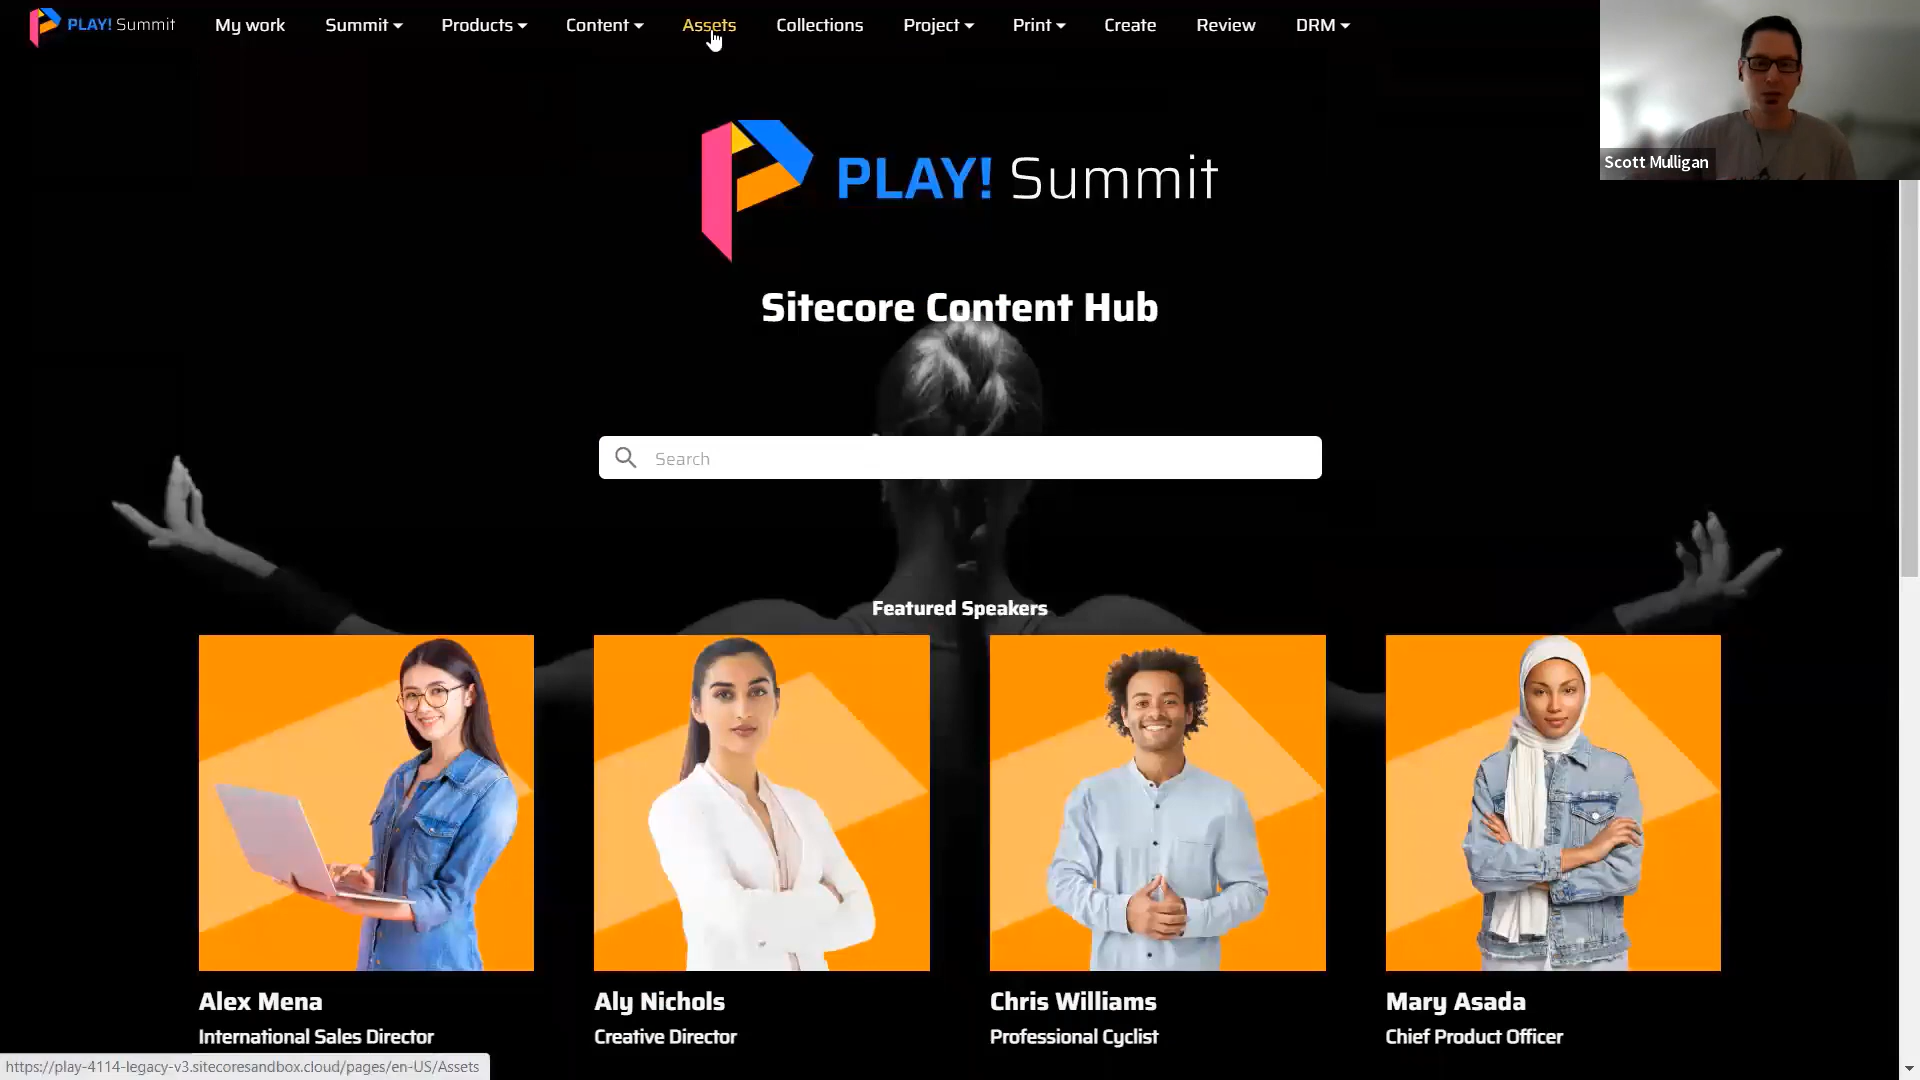 PLAY! Summit
My work
Summit
Products
Content
Assets
Collections
Project
Print
Create
Review
DRM
Scott Mulligan
PLAY! Summit
Sitecore Content Hub
Search
Featured Speakers
Alex Mena
International Sales Director
Aly Nichols
Creative Director
Chris Williams
Professional Cyclist
Mary Asada
Chief Product Officer
https://play-4114-legacy-v3.sitecoresandbox.cloud/pages/en-US/Assets